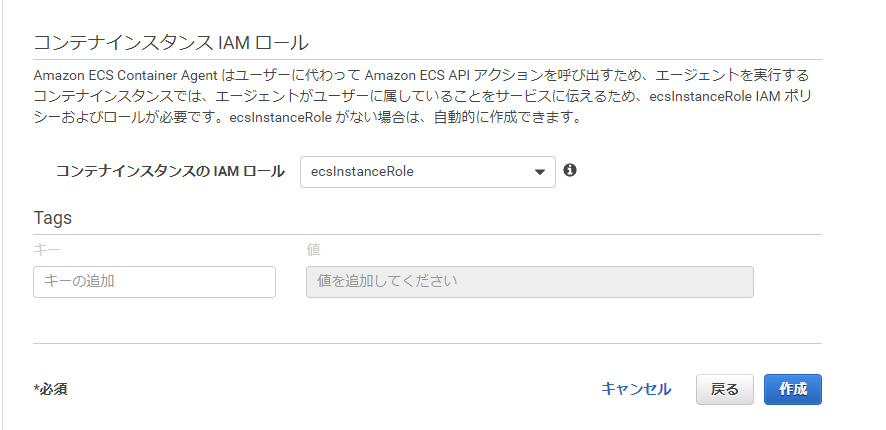 コンテナインスタンス IAM ロール
Amazon ECS Container Agent はユーザーに代わって Amazon ECS API アクションを呼び出すため、エージェントを実行する
コンテナインスタンスでは、エージェントがユーザーに属していることをサービスに伝えるため、ecsInstanceRole IAM ポリ
シーおよびロールが必要です。ecsInstanceRole がない場合は、自動的に作成できます。
コンテナインスタンスの IAM ロール ecsInstanceRole
Tags
キー 値
キーの追加 値を追加してください
*必須 キャンセル 戻る 作成